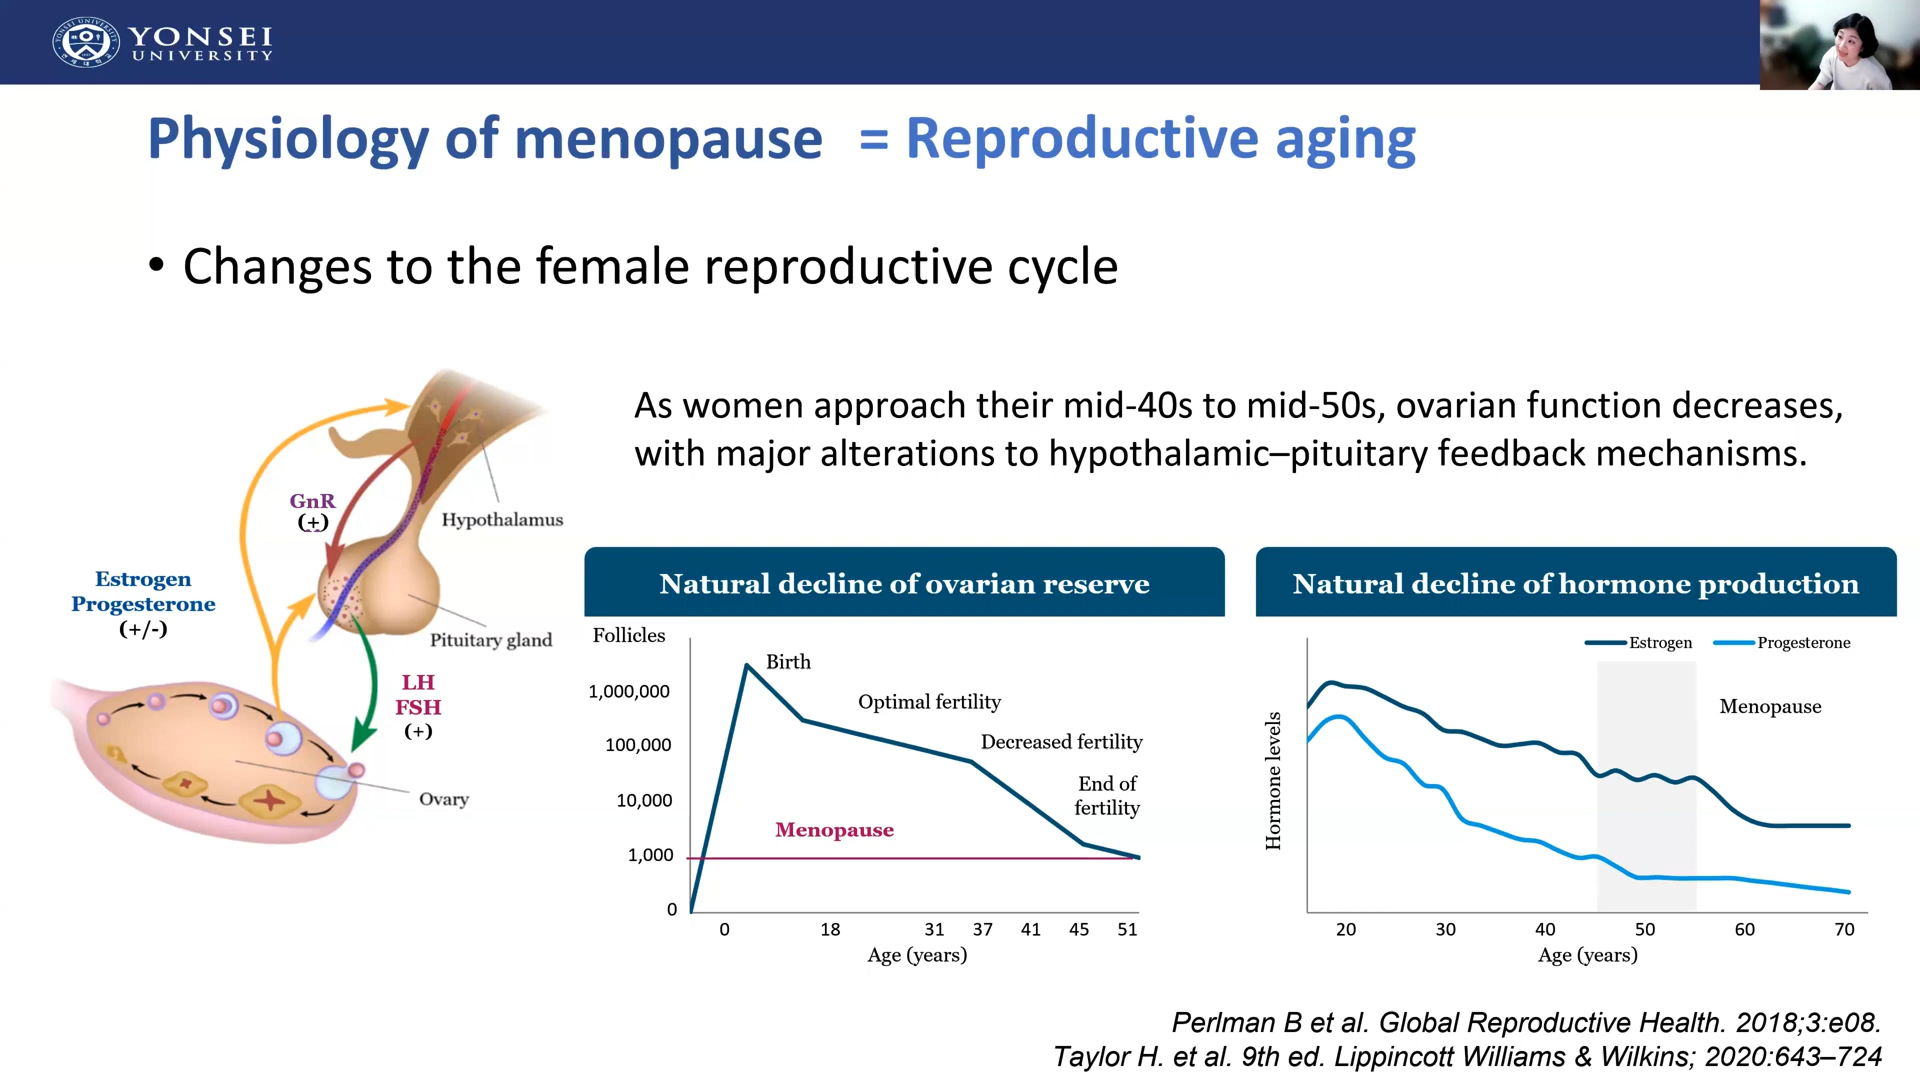 YONSEI
UNIVERSITY
Physiology of menopause = Reproductive aging
• Changes to the female reproductive cycle
As women approach their mid-40s to mid-50s, ovarian function decreases,
with major alterations to hypothalamic–pituitary feedback mechanisms.
GnR
(+)
Hypothalamus
Estrogen
Progesterone
(+/-)
Pituitary gland
LH
FSH
(+)
Ovary
Natural decline of ovarian reserve
Follicles
Birth
1,000,000
Optimal fertility
100,000
Decreased fertility
End of
fertility
10,000
Menopause
1,000
0
0 18 31 37 41 45 51
Age (years)
Natural decline of hormone production
Estrogen Progesterone
Menopause
Hormone levels
20 30 40 50 60 70
Age (years)
Perlman B et al. Global Reproductive Health. 2018;3:e08.
Taylor H. et al. 9th ed. Lippincott Williams & Wilkins; 2020:643–724